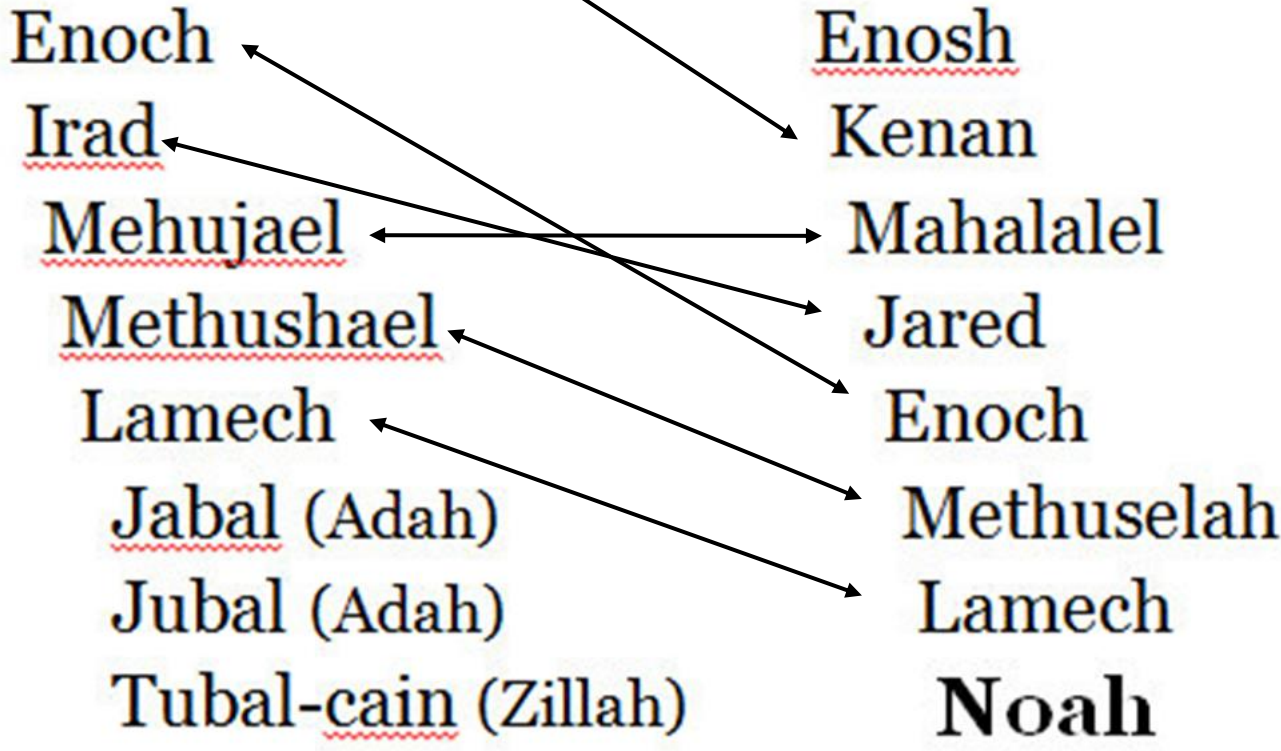 Enoch
Irad
Mehujael
Methushael
Lamech
Jabal (Adah)
Jubal (Adah)
Tubal-cain (Zillah)
Enosh
Kenan
Mahalalel
Jared
Enoch
Methuselah
Lamech
Noah